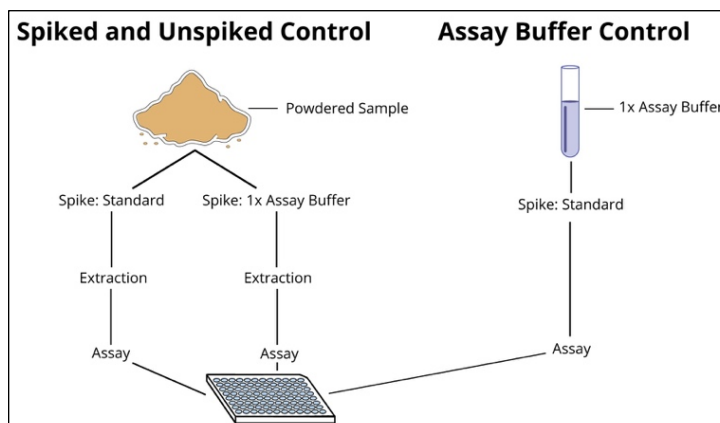 Spiked and Unspiked Control
Assay Buffer Control
Powdered Sample
1x Assay Buffer
Spike: Standard
Spike: 1x Assay Buffer
Spike: Standard
Extraction
Extraction
Assay
Assay
Assay